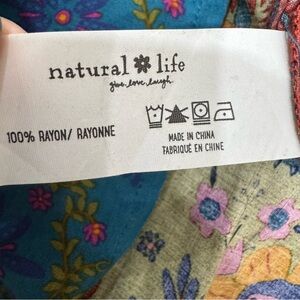 natural life
give. love. laugh.
100% RAYON/ RAYONNE
MADE IN CHINA
FABRIQUÉ EN CHINE